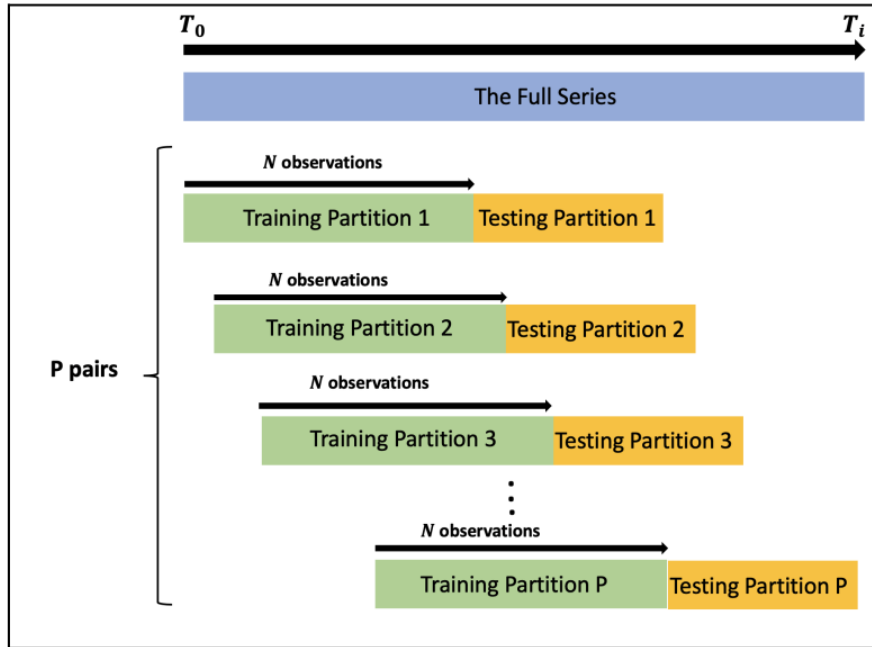 T₀ Tᵢ
The Full Series
N observations
Training Partition 1 Testing Partition 1
N observations
Training Partition 2 Testing Partition 2
P pairs
N observations
Training Partition 3 Testing Partition 3
N observations
Training Partition P Testing Partition P